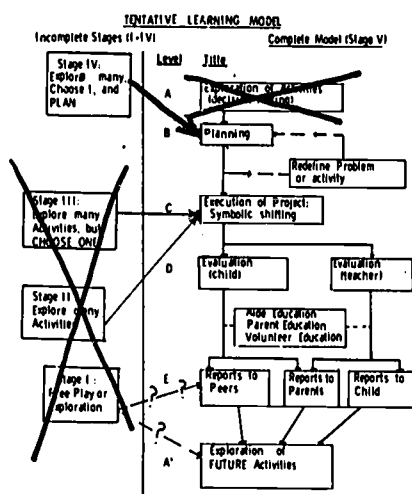 TENTATIVE LEARNING MODEL
Incomplete Stages (I-IV)
Complete Model (Stage V)
Level Title
Stage IV:
Explore many,
Choose 1, and
PLAN
A
Exploration of Activities
B
Planning
Redefine Problem
or activity
Stage III:
Explore many
Activities, but
CHOOSE ONE
C
Execution of Project:
Symbolic shifting
D
Evaluation
(child)
Evaluation
(teacher)
Stage II
Explore many
Activities
Aide Education
Parent Education
Volunteer Education
Stage I:
Free Play or
Exploration
? ?
E
Reports to
Peers
Reports to
Parents
Reports to
Child
?
A'
Exploration of
FUTURE Activities